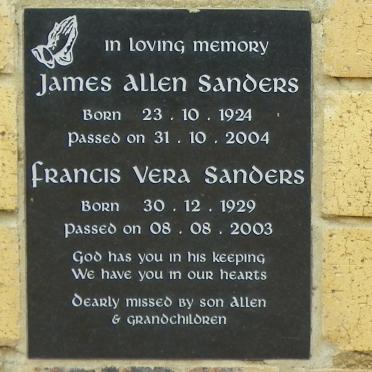 In Loving Memory
James Allen Sanders
Born 23 . 10 . 1924
Passed on 31 . 10 . 2004
Francis Vera Sanders
Born 30 . 12 . 1929
Passed on 08 . 08 . 2003
God has you in his keeping
We have you in our hearts
Dearly missed by son Allen
& grandchildren